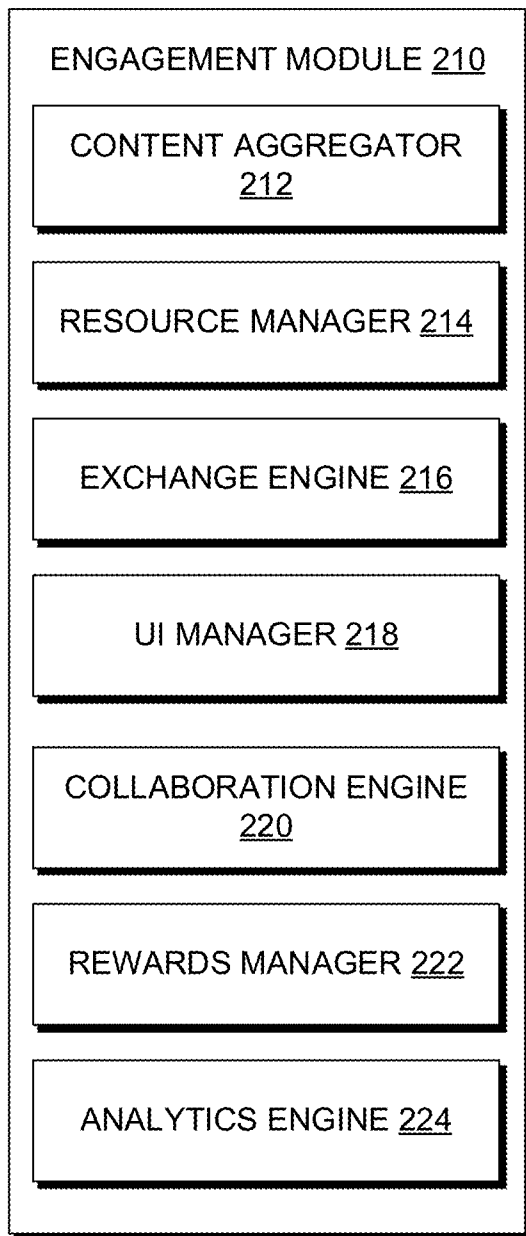 ENGAGEMENT MODULE 210
CONTENT AGGREGATOR
212
RESOURCE MANAGER 214
EXCHANGE ENGINE 216
UI MANAGER 218
COLLABORATION ENGINE
220
REWARDS MANAGER 222
ANALYTICS ENGINE 224